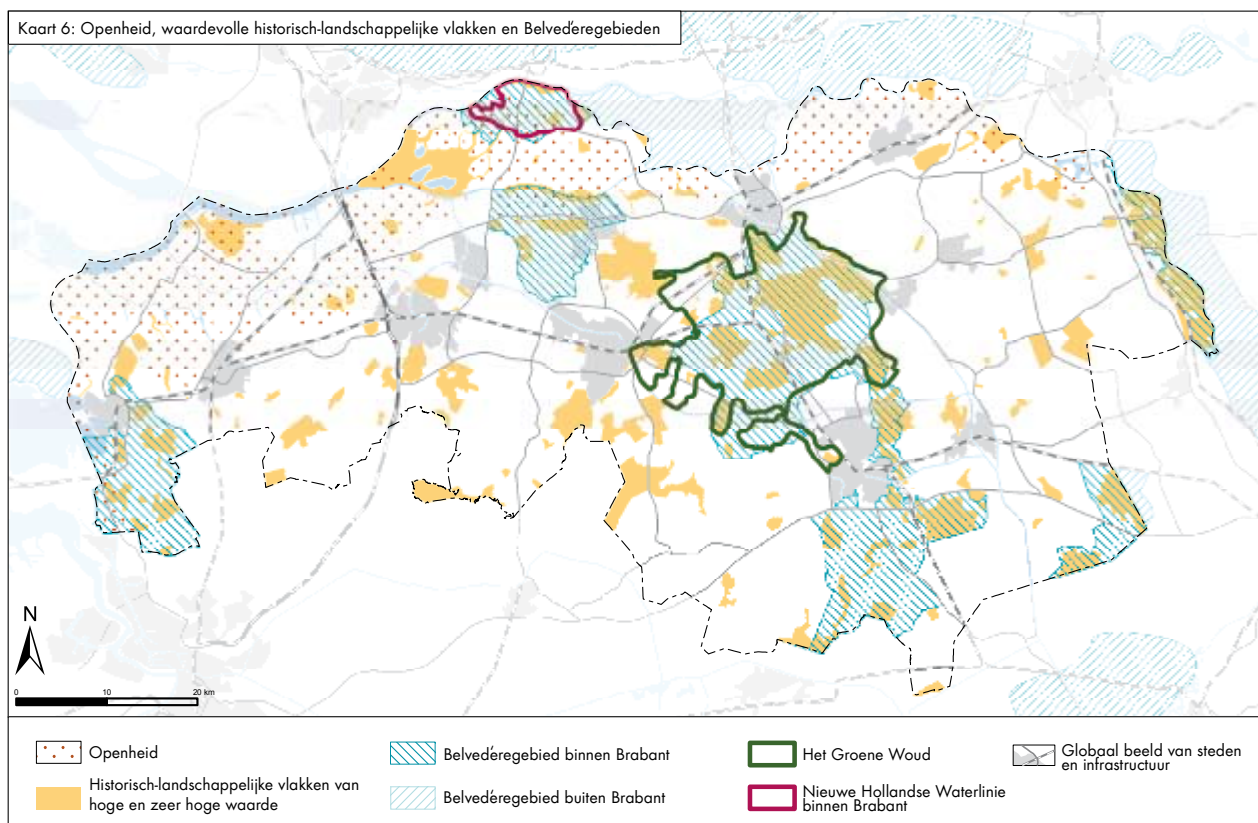 Kaart 6: Openheid, waardevolle historisch-landschappelijke vlakken en Belvedèregebieden
N
0 10 20 km
Openheid
Historisch-landschappelijke vlakken van
hoge en zeer hoge waarde
Belvedèregebied binnen Brabant
Belvedèregebied buiten Brabant
Het Groene Woud
Nieuwe Hollandse Waterlinie
binnen Brabant
Globaal beeld van steden
en infrastructuur